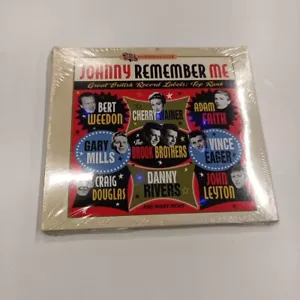 JOHNNY REMEMBER ME
Great British Record Labels: Top Rank
BERT
WEEDON
CHERRY WAINER
ADAM
FAITH
GARY
MILLS
The
BROOK BROTHERS
VINCE
EAGER
CRAIG
DOUGLAS
DANNY
RIVERS
JOHN
LEYTON
AND MANY MORE